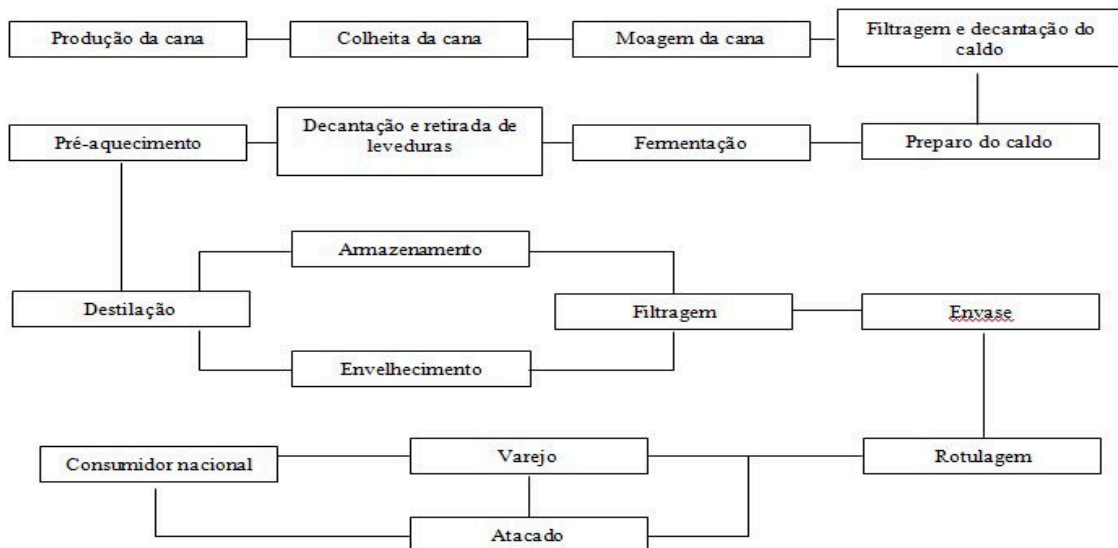 Produção da cana
Colheita da cana
Moagem da cana
Filtragem e decantação do
caldo
Pré-aquecimento
Decantação e retirada de
leveduras
Fermentação
Preparo do caldo
Armazenamento
Destilação
Filtragem
Envase
Envelhecimento
Consumidor nacional
Varejo
Rotulagem
Atacado